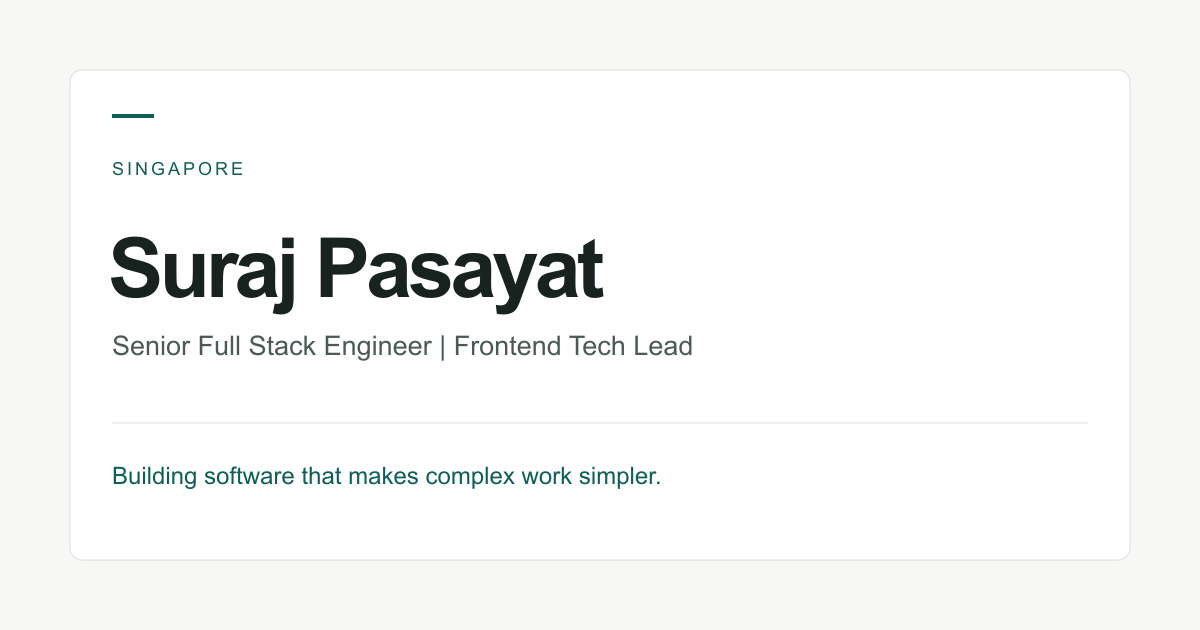 SINGAPORE
Suraj Pasayat
Senior Full Stack Engineer | Frontend Tech Lead
Building software that makes complex work simpler.